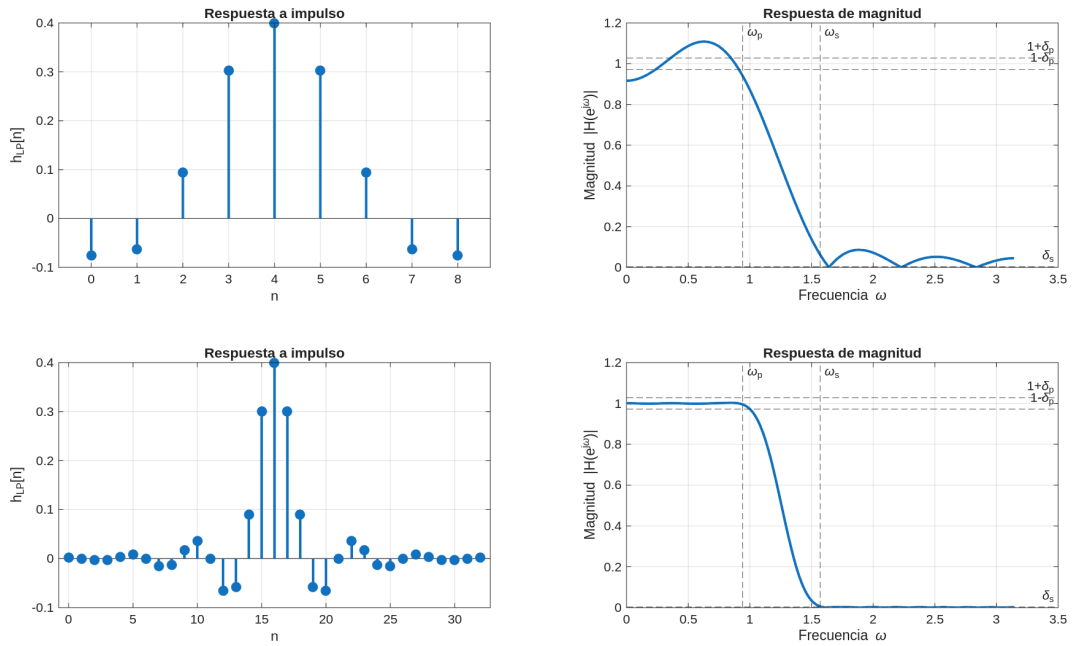 Respuesta a impulso
0.4
0.3
0.2
0.1
0
-0.1
h_LP[n]
0 1 2 3 4 5 6 7 8
n
Respuesta de magnitud
1.2
1
0.8
0.6
0.4
0.2
0
Magnitud |H(e^jω)|
ω_p
ω_s
1+δ_p
1-δ_p
δ_s
0 0.5 1 1.5 2 2.5 3 3.5
Frecuencia ω
Respuesta a impulso
0.4
0.3
0.2
0.1
0
-0.1
h_LP[n]
0 5 10 15 20 25 30
n
Respuesta de magnitud
1.2
1
0.8
0.6
0.4
0.2
0
Magnitud |H(e^jω)|
ω_p
ω_s
1+δ_p
1-δ_p
δ_s
0 0.5 1 1.5 2 2.5 3 3.5
Frecuencia ω